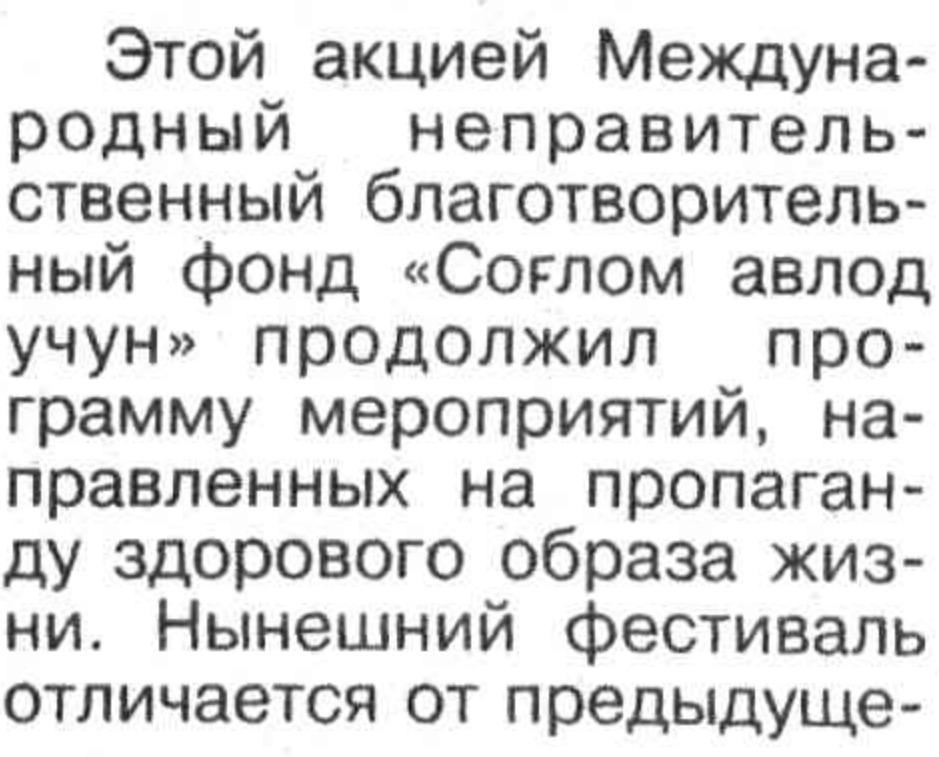 Этой акцией Междуна-
родный неправитель-
ственный благотворитель-
ный фонд «Соғлом авлод
учун» продолжил про-
грамму мероприятий, на-
правленных на пропаган-
ду здорового образа жиз-
ни. Нынешний фестиваль
отличается от предыдуще-